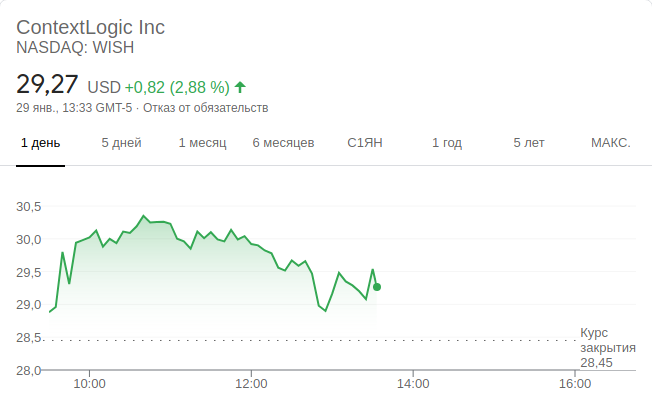 ContextLogic Inc
NASDAQ: WISH
29,27 USD +0,82 (2,88 %)
29 янв., 13:33 GMT-5 · Отказ от обязательств
1 день 5 дней 1 месяц 6 месяцев С1ЯН 1 год 5 лет МАКС.
30,5
30,0
29,5
29,0
28,5
28,0
Курс
закрытия
28,45
10:00 12:00 14:00 16:00